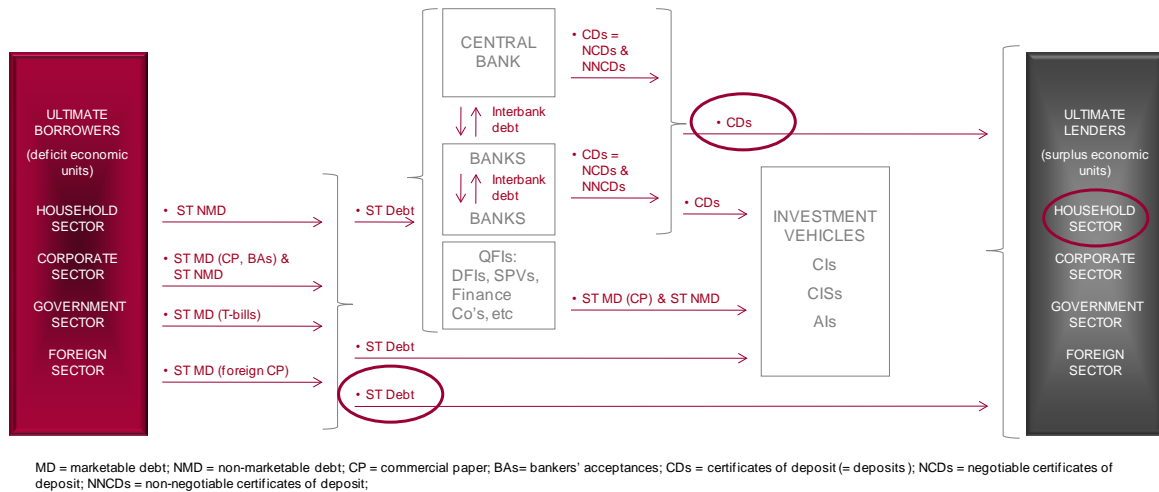 ULTIMATE
BORROWERS
(deficit economic
units)
HOUSEHOLD
SECTOR
CORPORATE
SECTOR
GOVERNMENT
SECTOR
FOREIGN
SECTOR
• ST NMD
• ST MD (CP, BAs) &
ST NMD
• ST MD (T-bills)
• ST MD (foreign CP)
• ST Debt
• ST Debt
• ST Debt
CENTRAL
BANK
Interbank
debt
BANKS
Interbank
debt
BANKS
QFIs:
DFIs, SPVs,
Finance
Co's, etc
• CDs =
NCDs &
NNCDs
• CDs =
NCDs &
NNCDs
• ST MD (CP) & ST NMD
• CDs
• CDs
INVESTMENT
VEHICLES
CIs
CISs
AIs
ULTIMATE
LENDERS
(surplus economic
units)
HOUSEHOLD
SECTOR
CORPORATE
SECTOR
GOVERNMENT
SECTOR
FOREIGN
SECTOR
MD = marketable debt; NMD = non-marketable debt; CP = commercial paper; BAs= bankers' acceptances; CDs = certificates of deposit (= deposits); NCDs = negotiable certificates of
deposit; NNCDs = non-negotiable certificates of deposit;